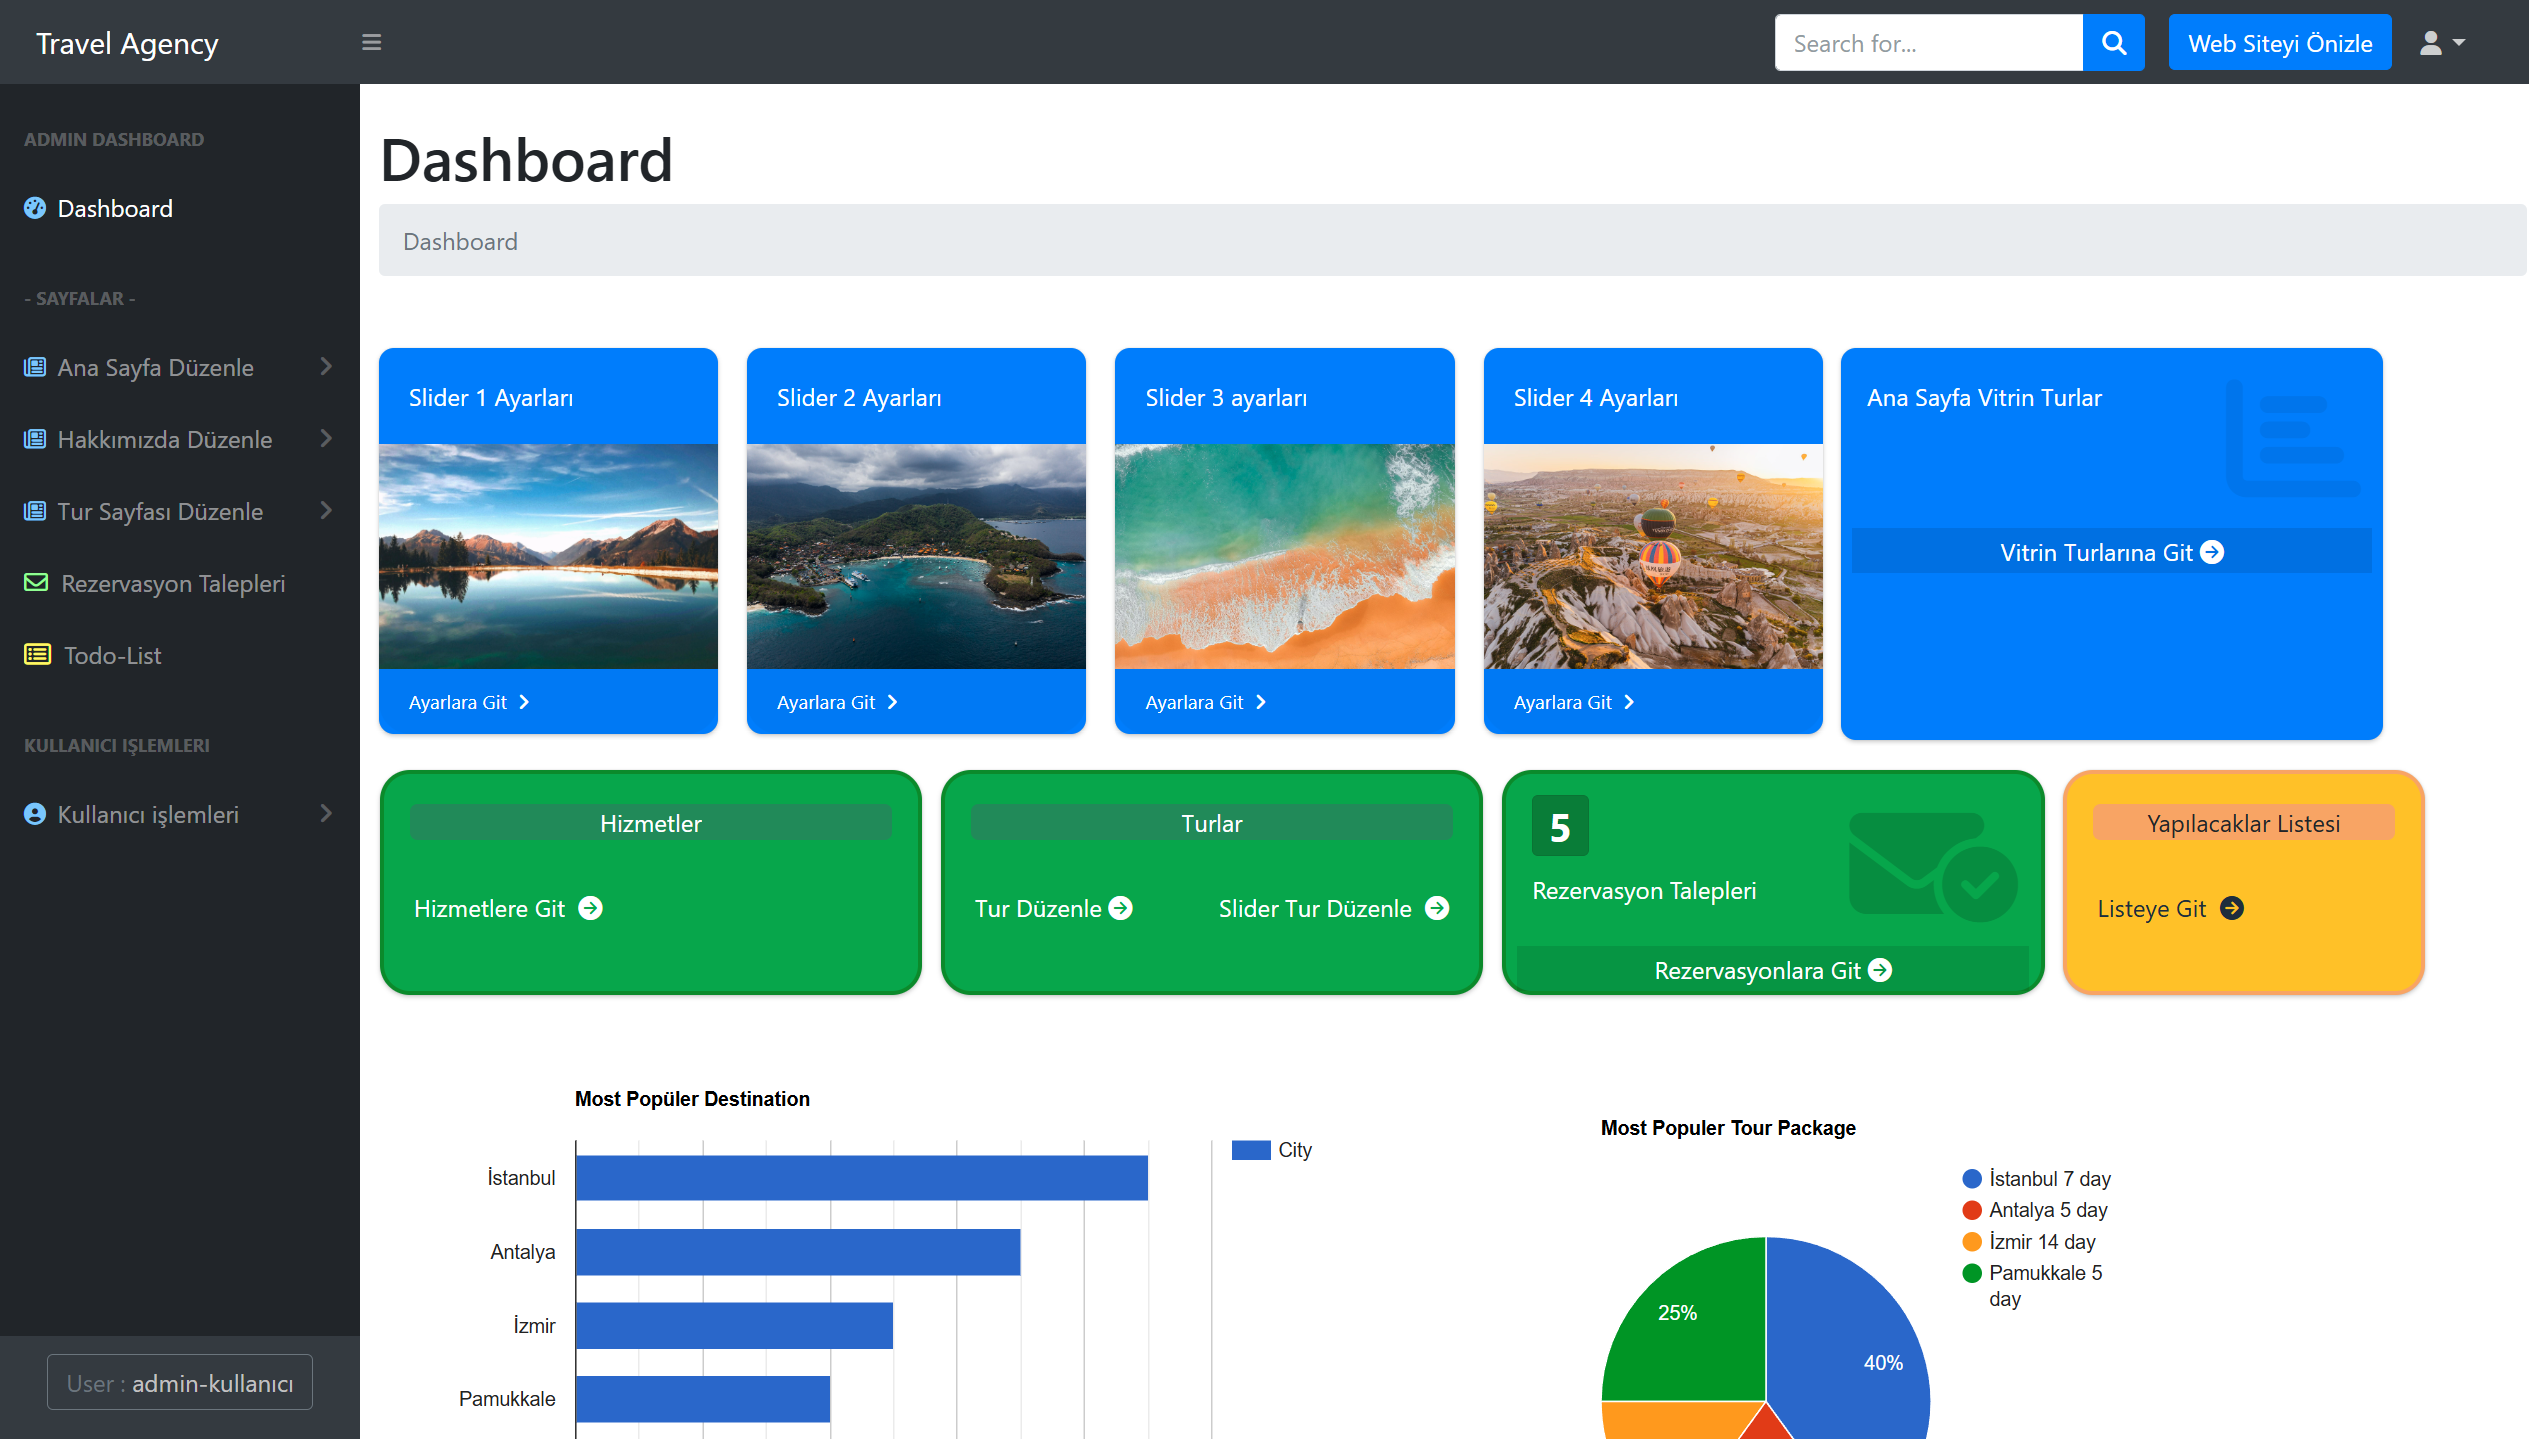 Travel Agency
Search for...
Web Siteyi Önizle
ADMIN DASHBOARD
Dashboard
- SAYFALAR -
Ana Sayfa Düzenle
Hakkımızda Düzenle
Tur Sayfası Düzenle
Rezervasyon Talepleri
Todo-List
KULLANICI IŞLEMLERI
Kullanıcı işlemleri
User : admin-kullanıcı
Dashboard
Dashboard
Slider 1 Ayarları
Ayarlara Git
Slider 2 Ayarları
Ayarlara Git
Slider 3 ayarları
Ayarlara Git
Slider 4 Ayarları
Ayarlara Git
Ana Sayfa Vitrin Turlar
Vitrin Turlarına Git
Hizmetler
Hizmetlere Git
Turlar
Tur Düzenle
Slider Tur Düzenle
5
Rezervasyon Talepleri
Rezervasyonlara Git
Yapılacaklar Listesi
Listeye Git
Most Popüler Destination
City
İstanbul
Antalya
İzmir
Pamukkale
Most Populer Tour Package
İstanbul 7 day
Antalya 5 day
İzmir 14 day
Pamukkale 5
day
25%
40%